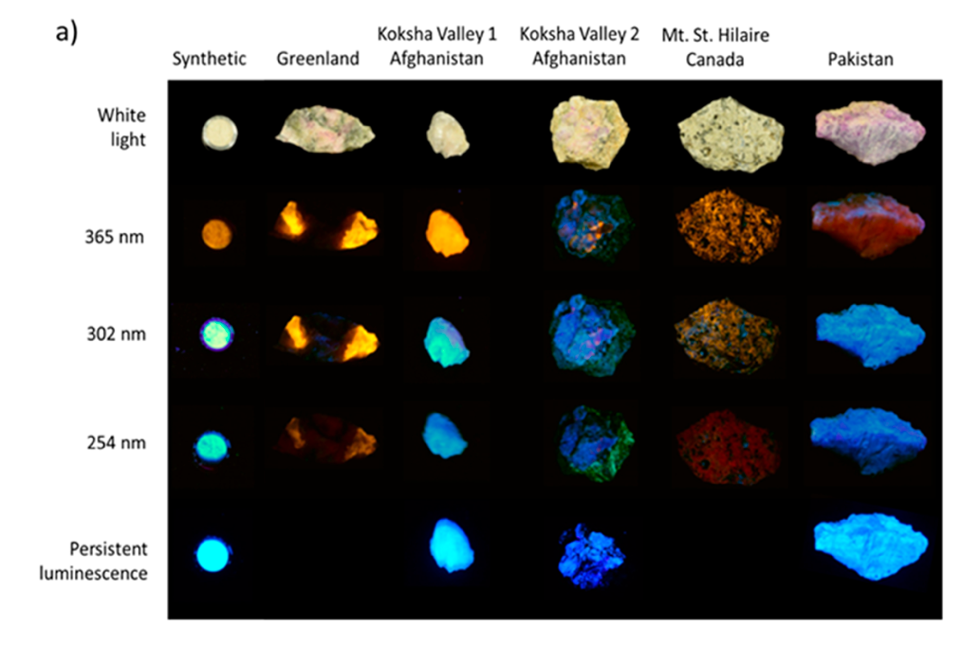 a)
Synthetic
Greenland
Koksha Valley 1
Afghanistan
Koksha Valley 2
Afghanistan
Mt. St. Hilaire
Canada
Pakistan
White
light
365 nm
302 nm
254 nm
Persistent
luminescence